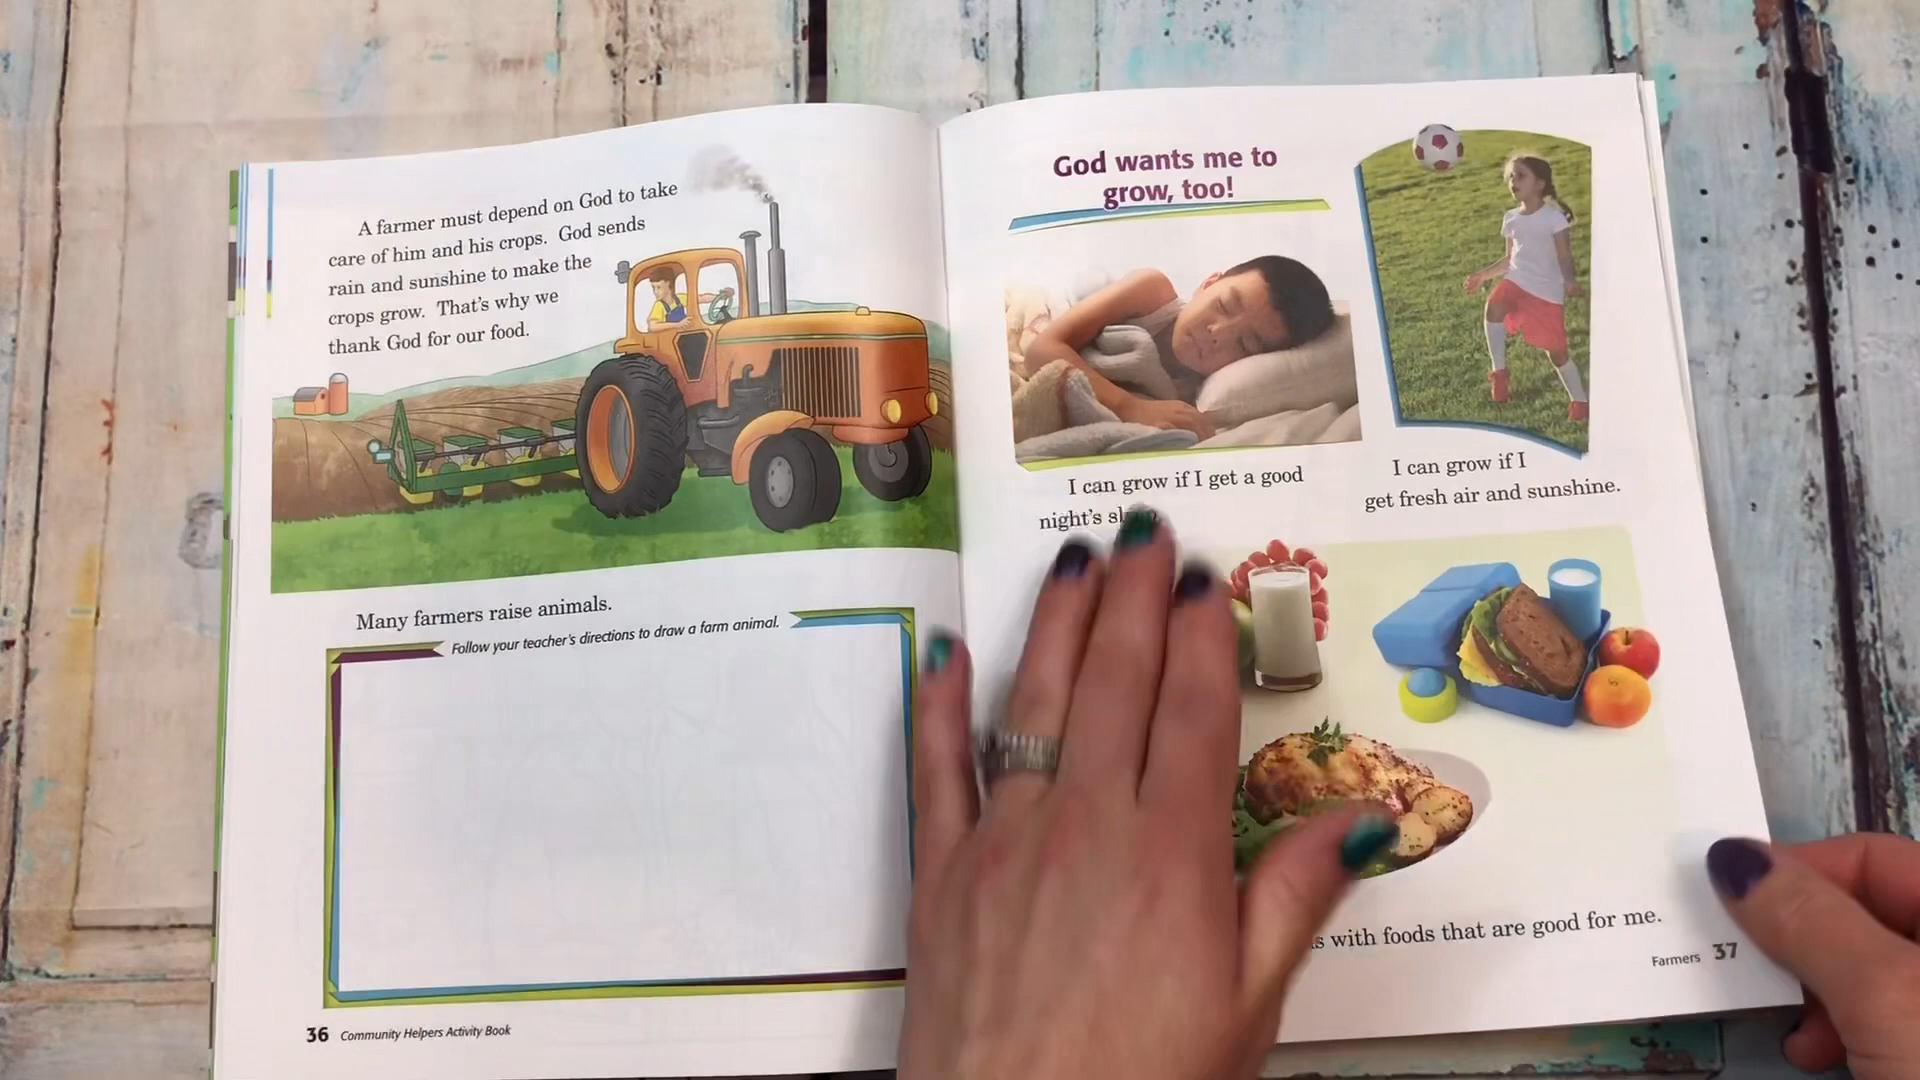 A farmer must depend on God to take
care of him and his crops. God sends
rain and sunshine to make the
crops grow. That's why we
thank God for our food.
Many farmers raise animals.
Follow your teacher's directions to draw a farm animal.
36 Community Helpers Activity Book
God wants me to
grow, too!
I can grow if I get a good
night's
I can grow if I
get fresh air and sunshine.
with foods that are good for me.
Farmers 37